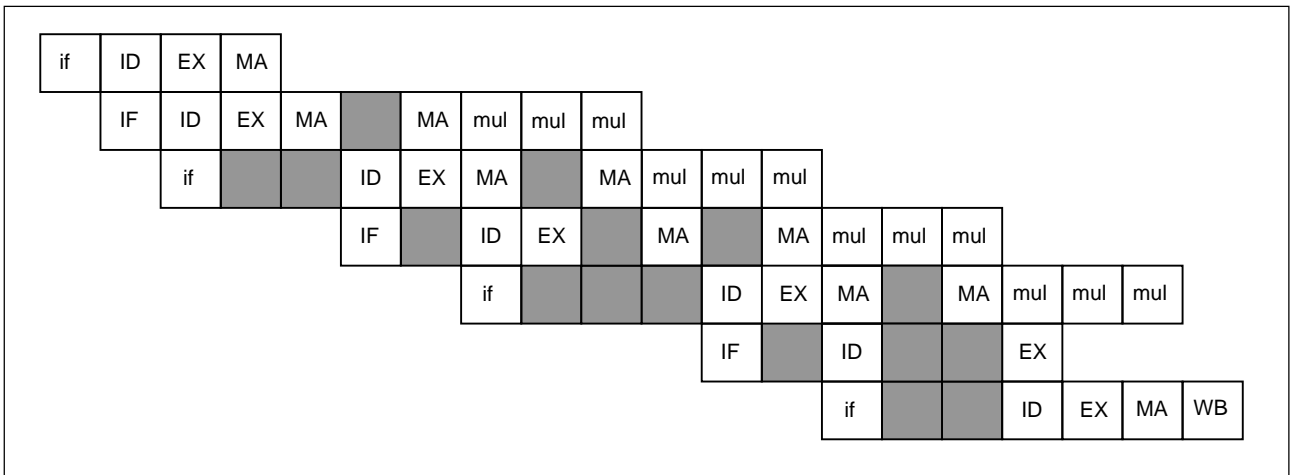 if ID EX MA
IF ID EX MA MA mul mul mul
if ID EX MA MA mul mul mul
IF ID EX MA MA mul mul mul
if ID EX MA MA mul mul mul
IF ID EX
if ID EX MA WB